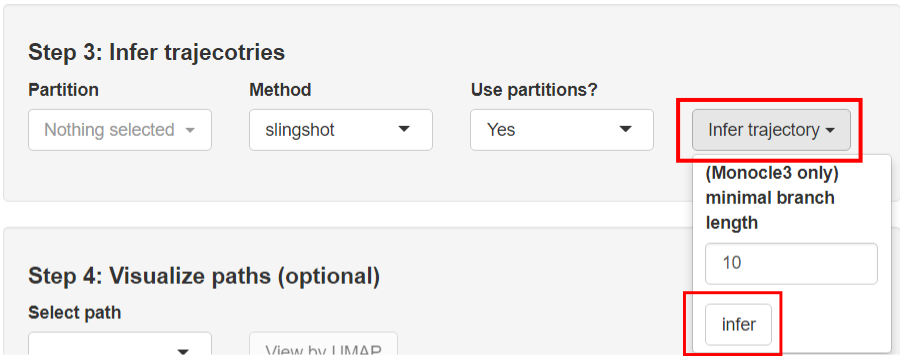 Step 3: Infer trajecotries
Partition Method Use partitions?
Nothing selected slingshot Yes Infer trajectory
(Monocle3 only)
minimal branch
length
10
infer
Step 4: Visualize paths (optional)
Select path
View by UMAP